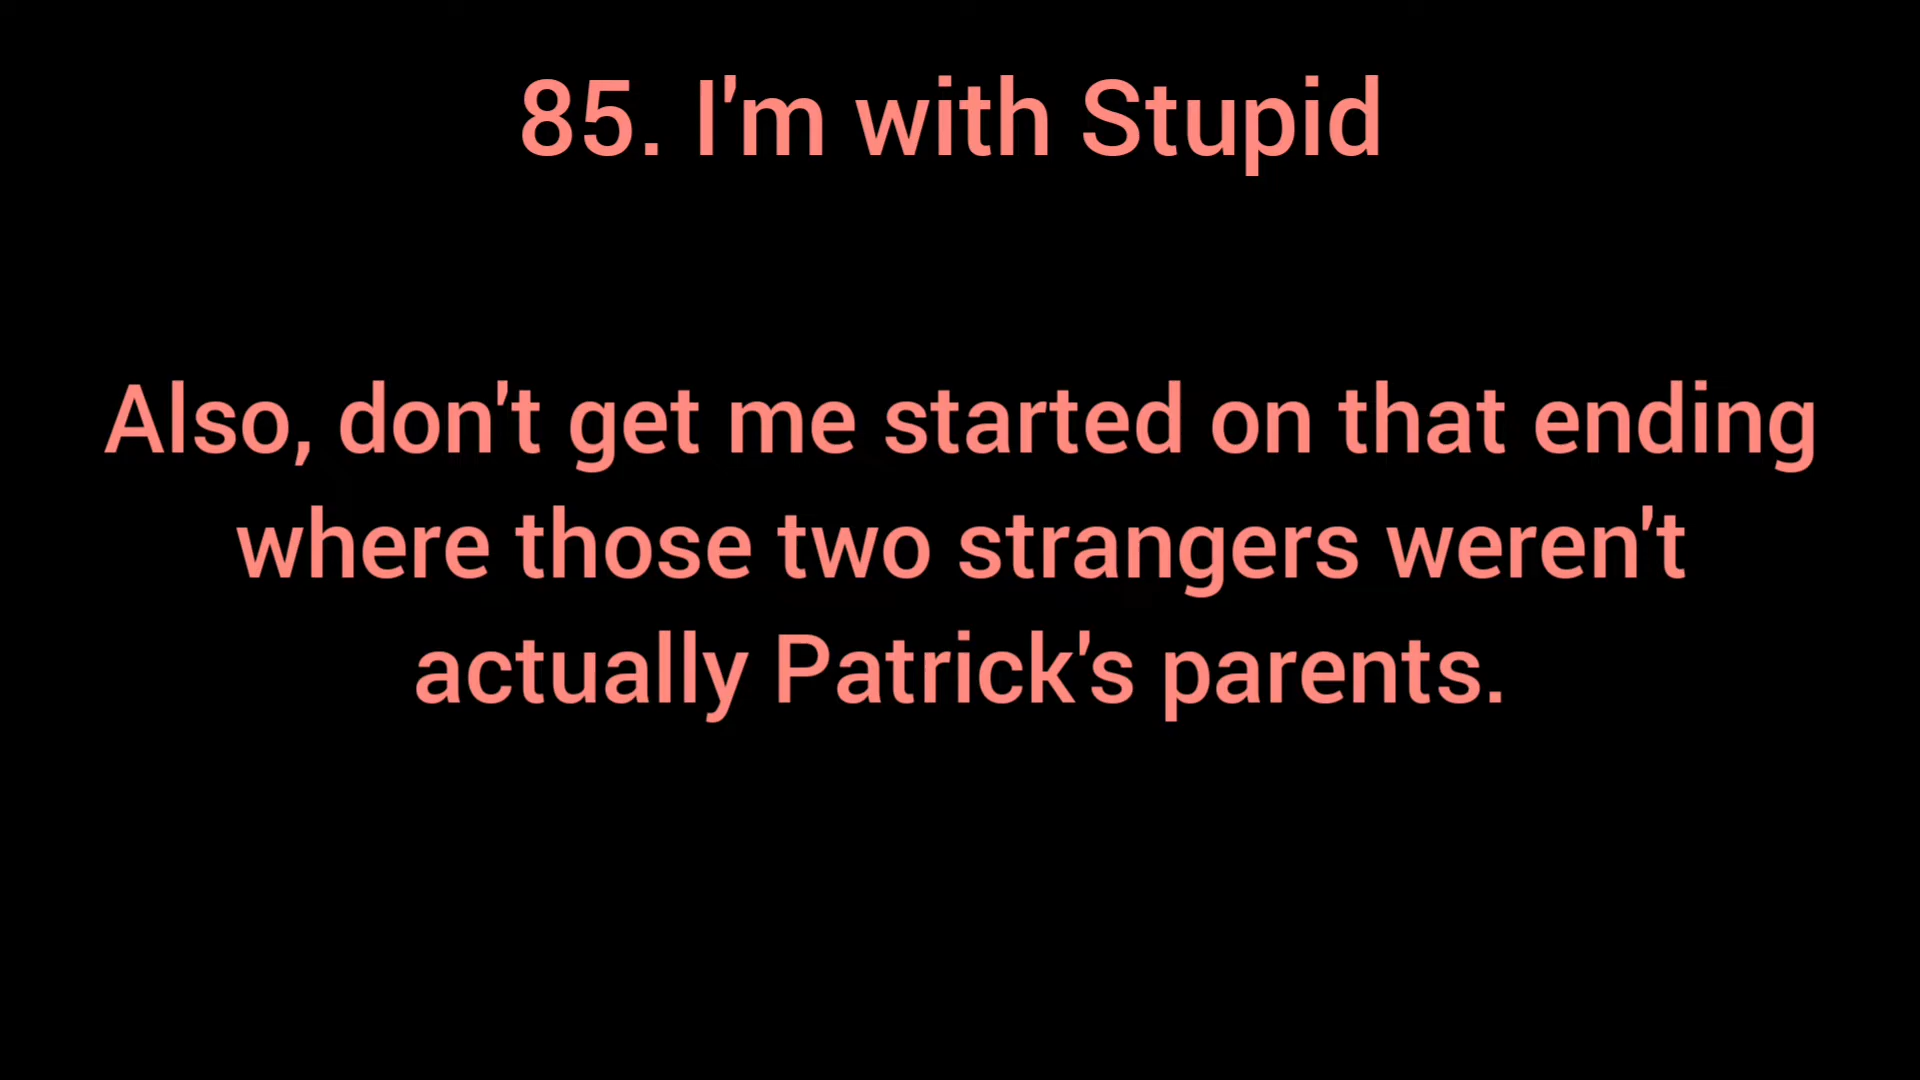 85. I'm with Stupid
Also, don't get me started on that ending
where those two strangers weren't
actually Patrick's parents.